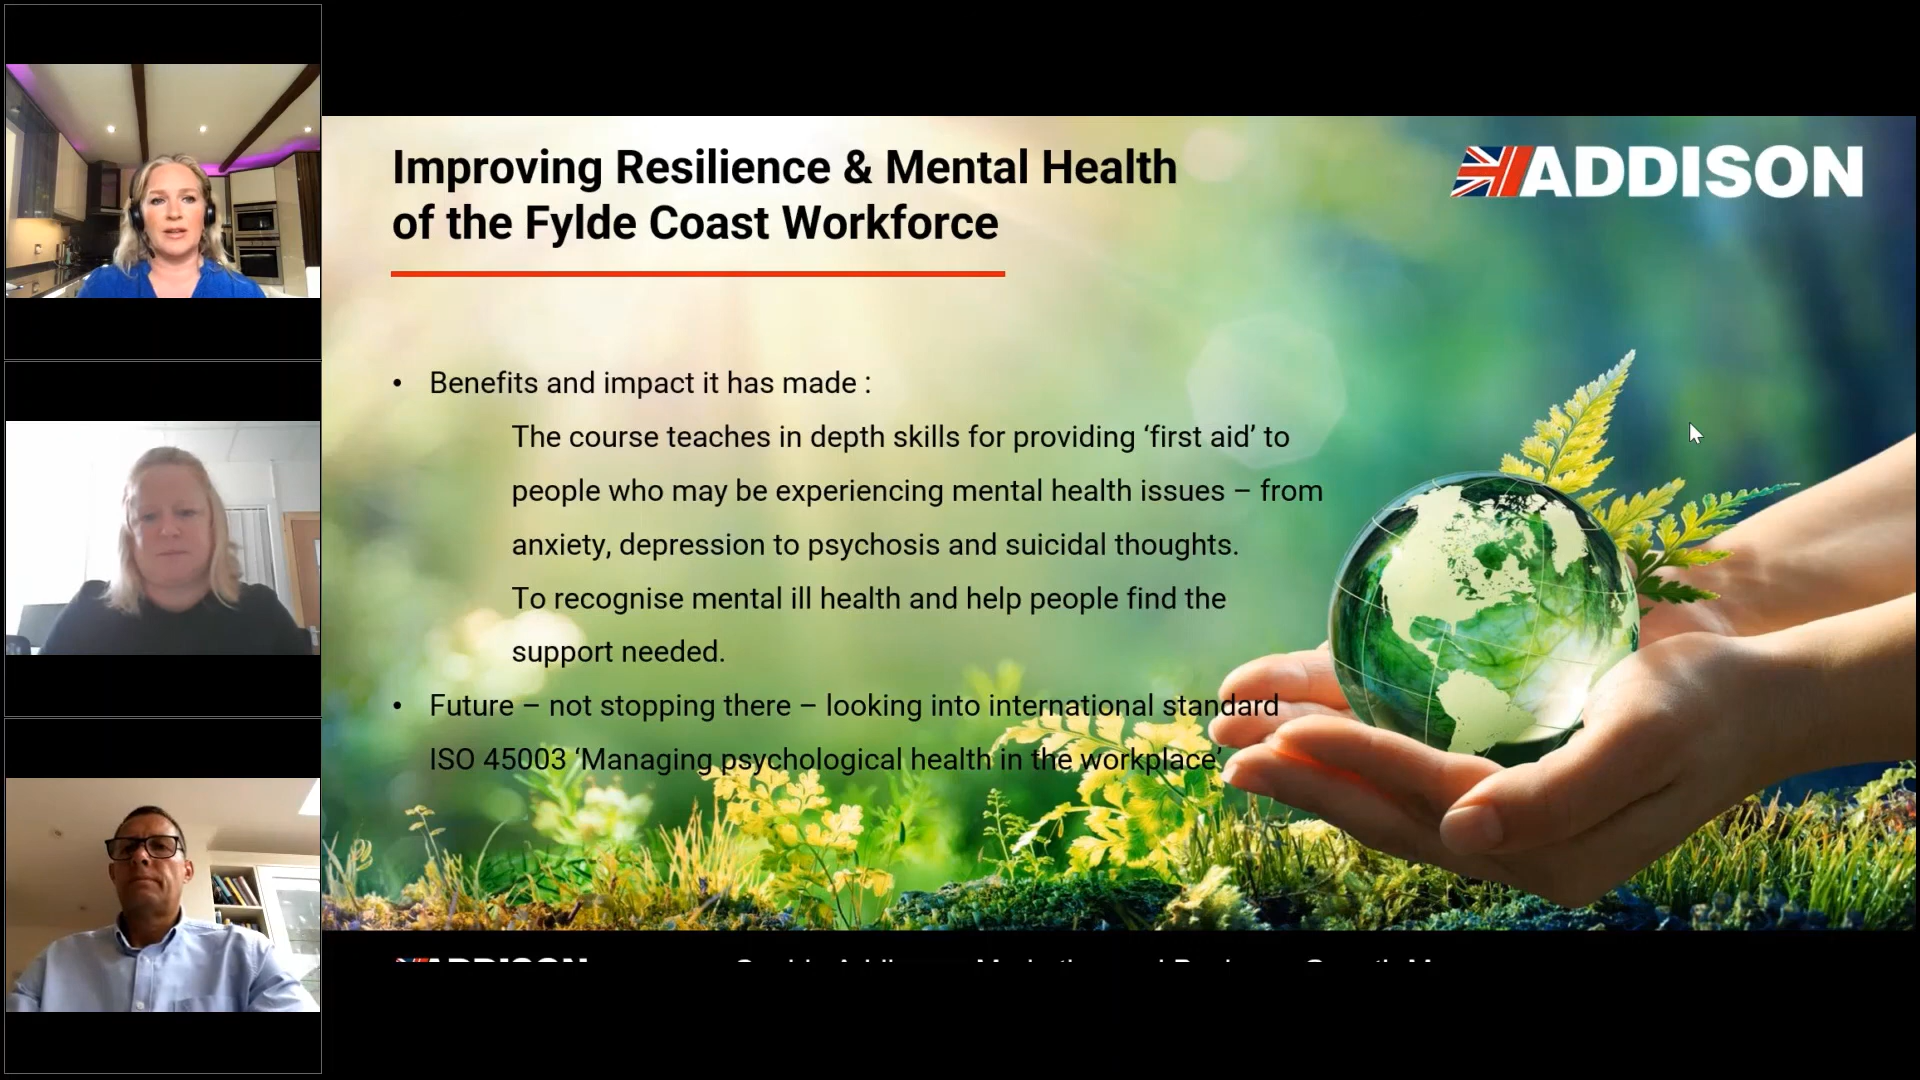 Improving Resilience & Mental Health
of the Fylde Coast Workforce
ADDISON
• Benefits and impact it has made :
The course teaches in depth skills for providing ‘first aid’ to
people who may be experiencing mental health issues – from
anxiety, depression to psychosis and suicidal thoughts.
To recognise mental ill health and help people find the
support needed.
• Future – not stopping there – looking into international standard
ISO 45003 ‘Managing psychological health in the workplace’
ADDISON